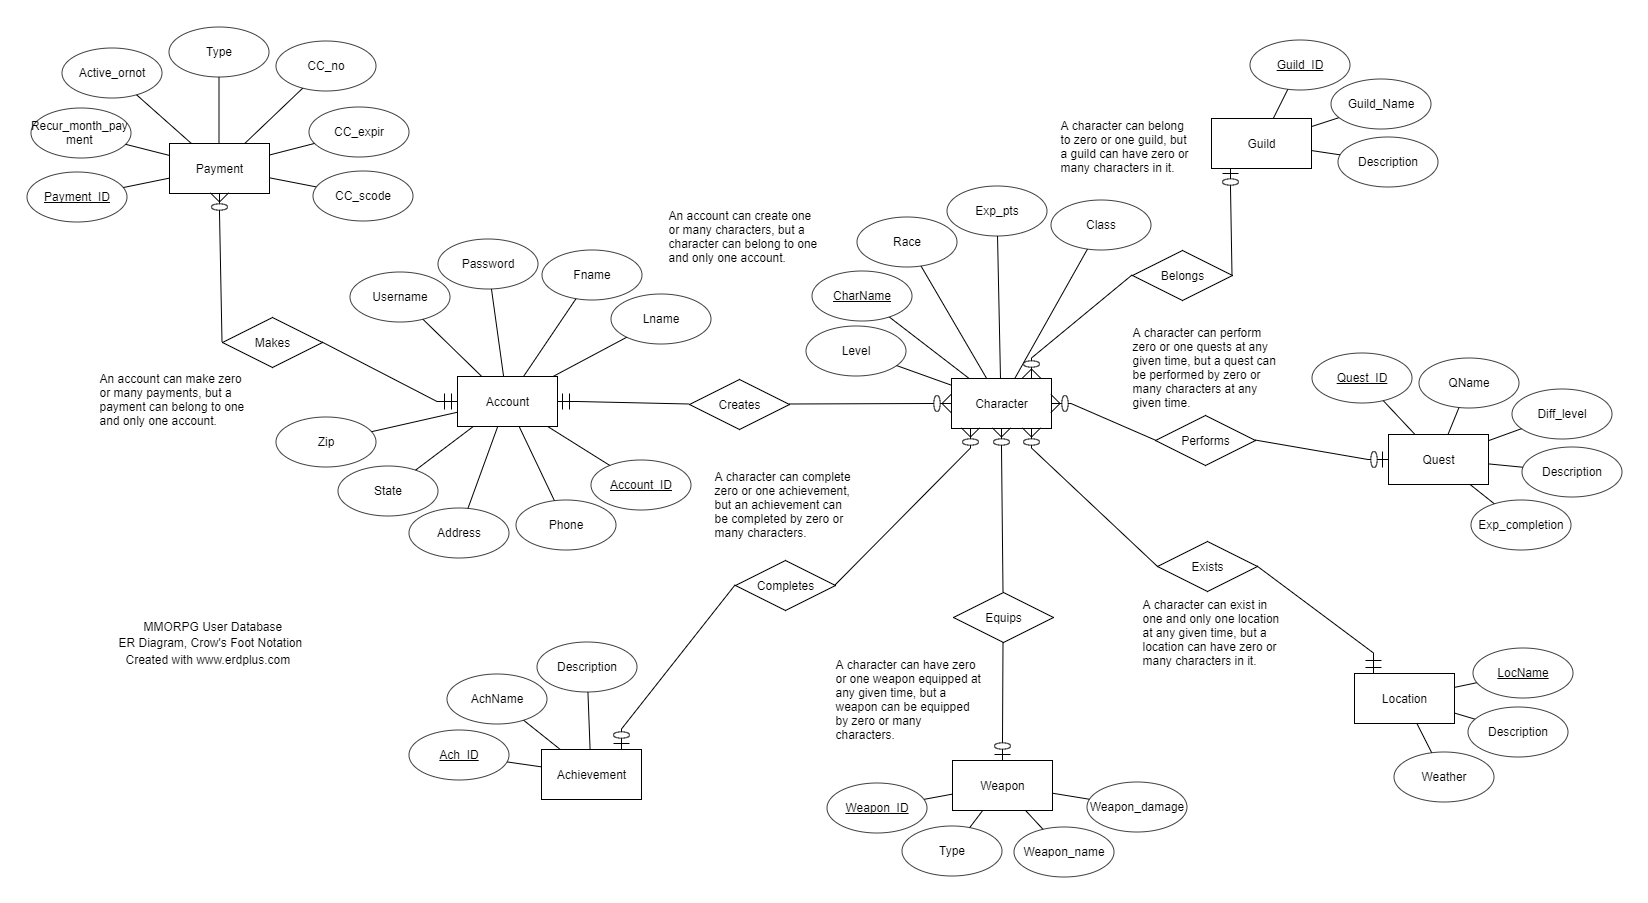 Type
CC_no
Active_ornot
Recur_month_pay
ment
CC_expir
Payment
Payment_ID
CC_scode
Guild_ID
Guild_Name
A character can belong
to zero or one guild, but
a guild can have zero or
many characters in it.
Guild
Description
An account can create one
or many characters, but a
character can belong to one
and only one account.
Exp_pts
Class
Race
Belongs
CharName
Level
Password
Fname
Username
Lname
Makes
An account can make zero
or many payments, but a
payment can belong to one
and only one account.
Account
Creates
Character
A character can perform
zero or one quests at any
given time, but a quest can
be performed by zero or
many characters at any
given time.
Quest_ID
QName
Diff_level
Performs
Quest
Description
Exp_completion
Zip
State
Address
Phone
Account_ID
A character can complete
zero or one achievement,
but an achievement can
be completed by zero or
many characters.
Completes
Equips
Exists
A character can exist in
one and only one location
at any given time, but a
location can have zero or
many characters in it.
MMORPG User Database
ER Diagram, Crow's Foot Notation
Created with www.erdplus.com
Description
AchName
Ach_ID
Achievement
A character can have zero
or one weapon equipped at
any given time, but a
weapon can be equipped
by zero or many
characters.
LocName
Location
Description
Weather
Weapon
Weapon_ID
Weapon_damage
Type
Weapon_name